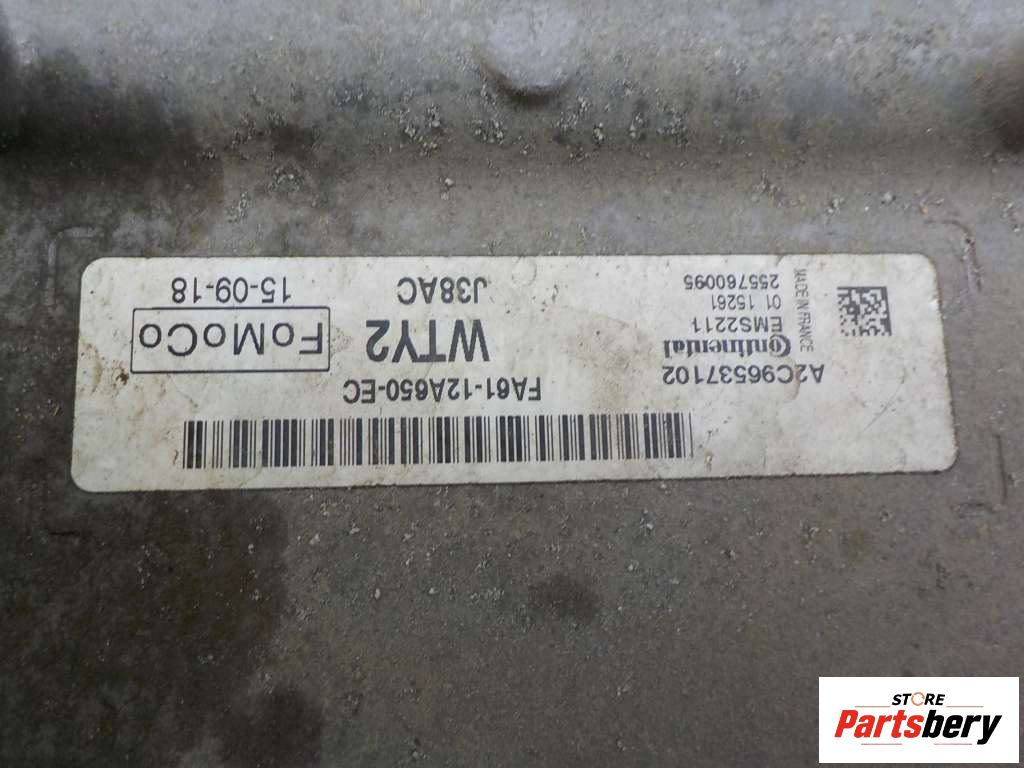 A2C96537102
Continental
EMS2211
01 15261
255760095
MADE IN FRANCE
FA61-12A650-EC
WTY2
J38AC
FoMoCo
15-09-18
STORE
Partsbery